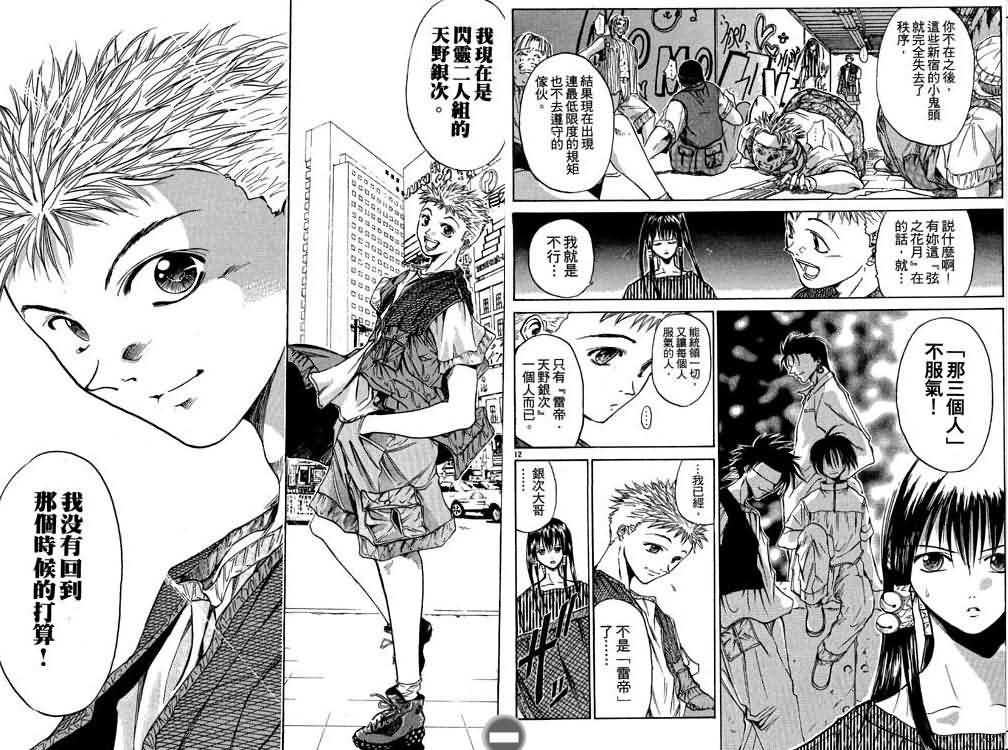 你不在之後,
這些新宿的小鬼頭
就完全失去了
秩序,
結果現在出現
連最低限度的規矩
也不去遵守的
傢伙。
說什麼啊!
有妳這『弦
之花月』在
的話,就…
我就是
不行…
「那三個人」
不服氣!
能統領一切,
又讓每個人
服氣的人,
只有『雷帝,
天野銀次』
一個人而已。
……
12
…我已經,
不是「雷帝」
了……
銀次大哥
……
我現在是
閃靈二人組的
天野銀次。
我没有回到
那個時候的打算!